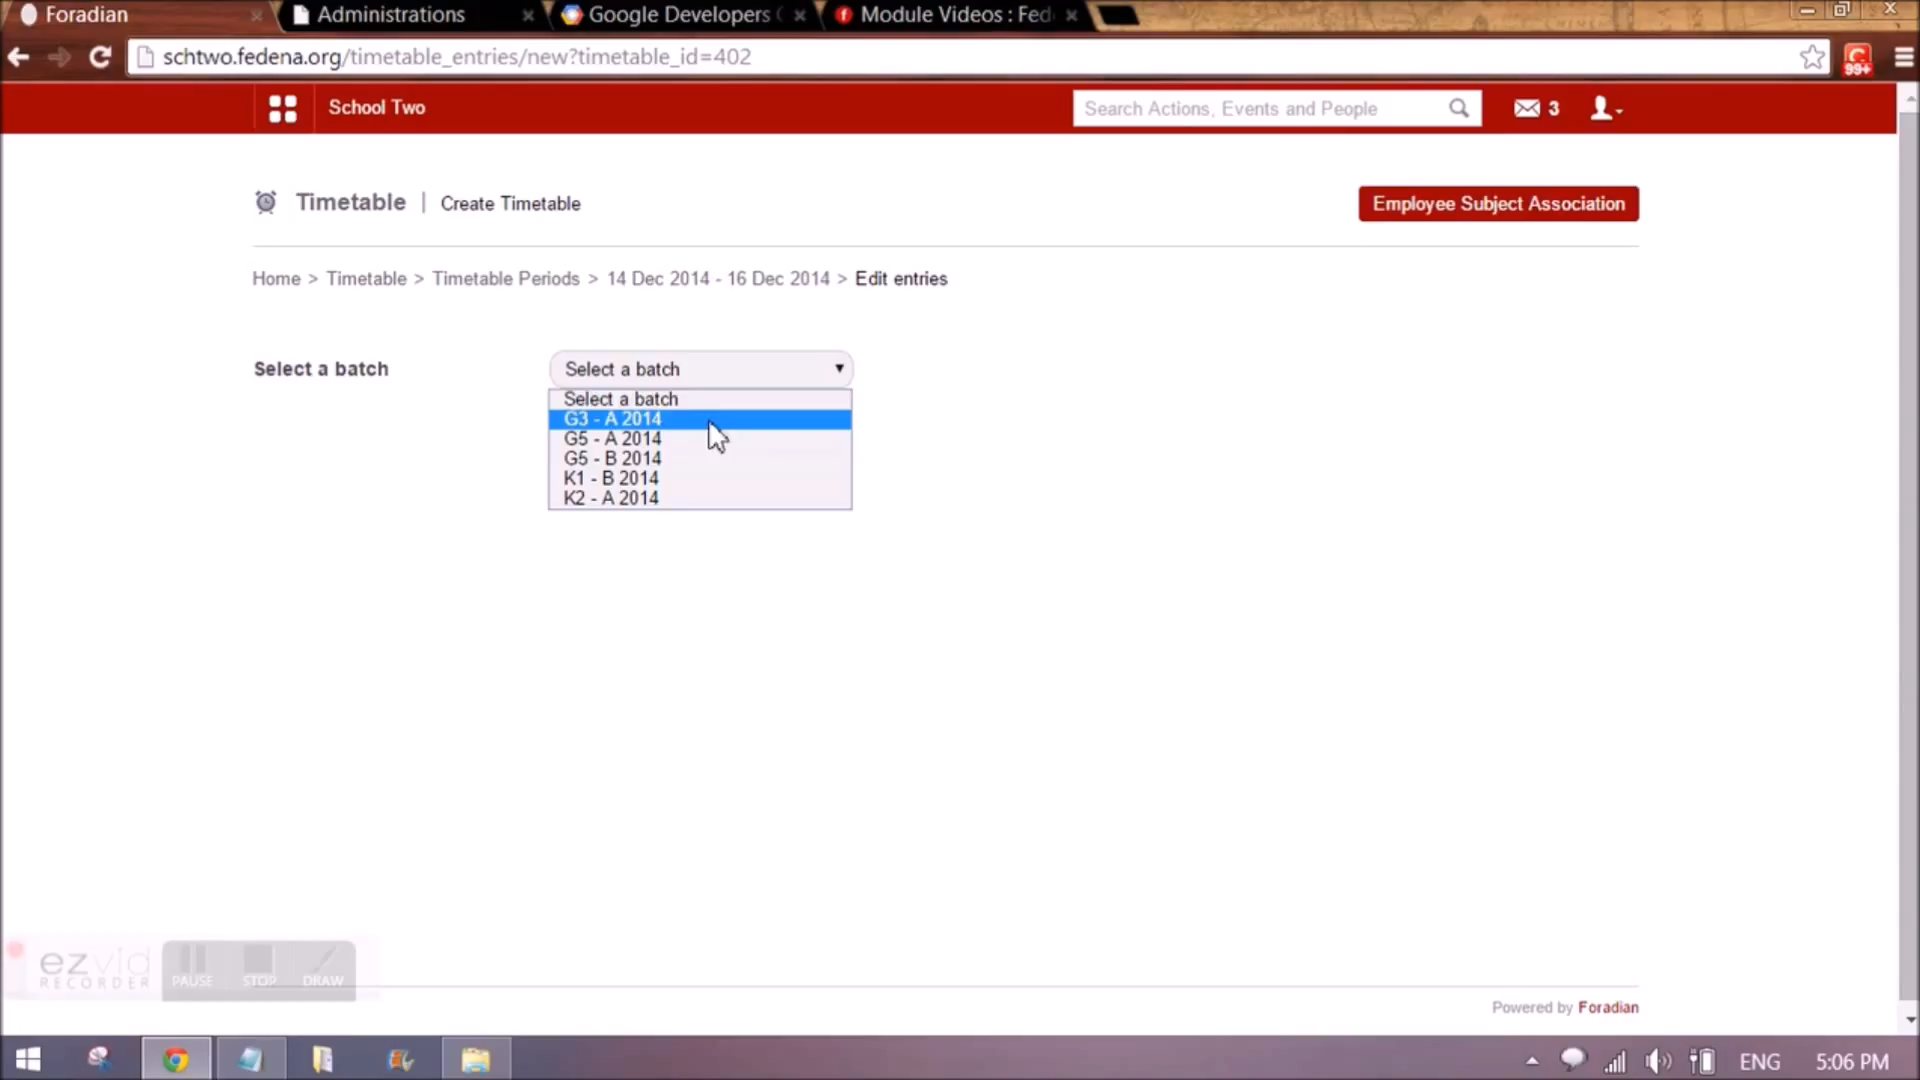 Foradian
Administrations
Google Developers
Module Videos : Fed
schtwo.fedena.org/timetable_entries/new?timetable_id=402
99+
School Two
Search Actions, Events and People
3
Timetable | Create Timetable
Employee Subject Association
Home > Timetable > Timetable Periods > 14 Dec 2014 - 16 Dec 2014 > Edit entries
Select a batch
Select a batch
Select a batch
G3 - A 2014
G5 - A 2014
G5 - B 2014
K1 - B 2014
K2 - A 2014
ezvid
RECORDER
PAUSE
STOP
DRAW
Powered by Foradian
ENG
5:06 PM